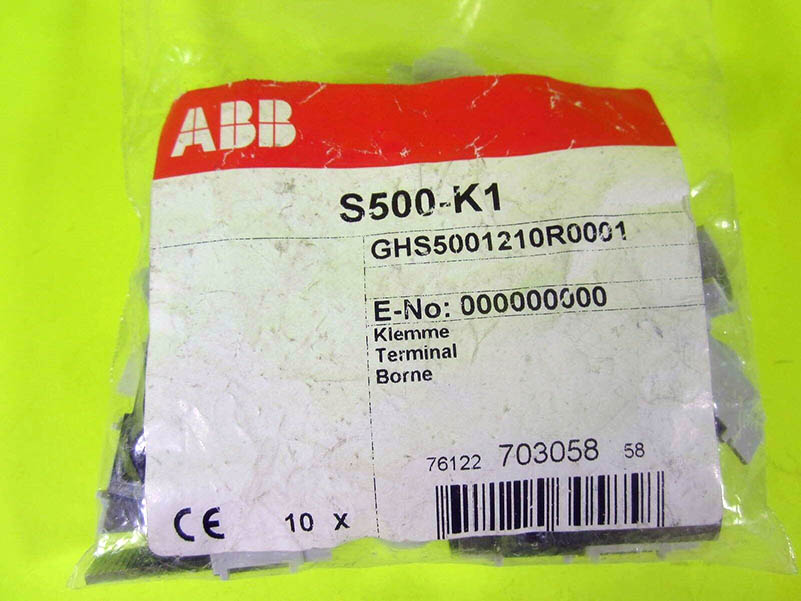 ABB
S500-K1
GHS5001210R0001
E-No: 000000000
Klemme
Terminal
Borne
76122 703058 58
CE 10 x